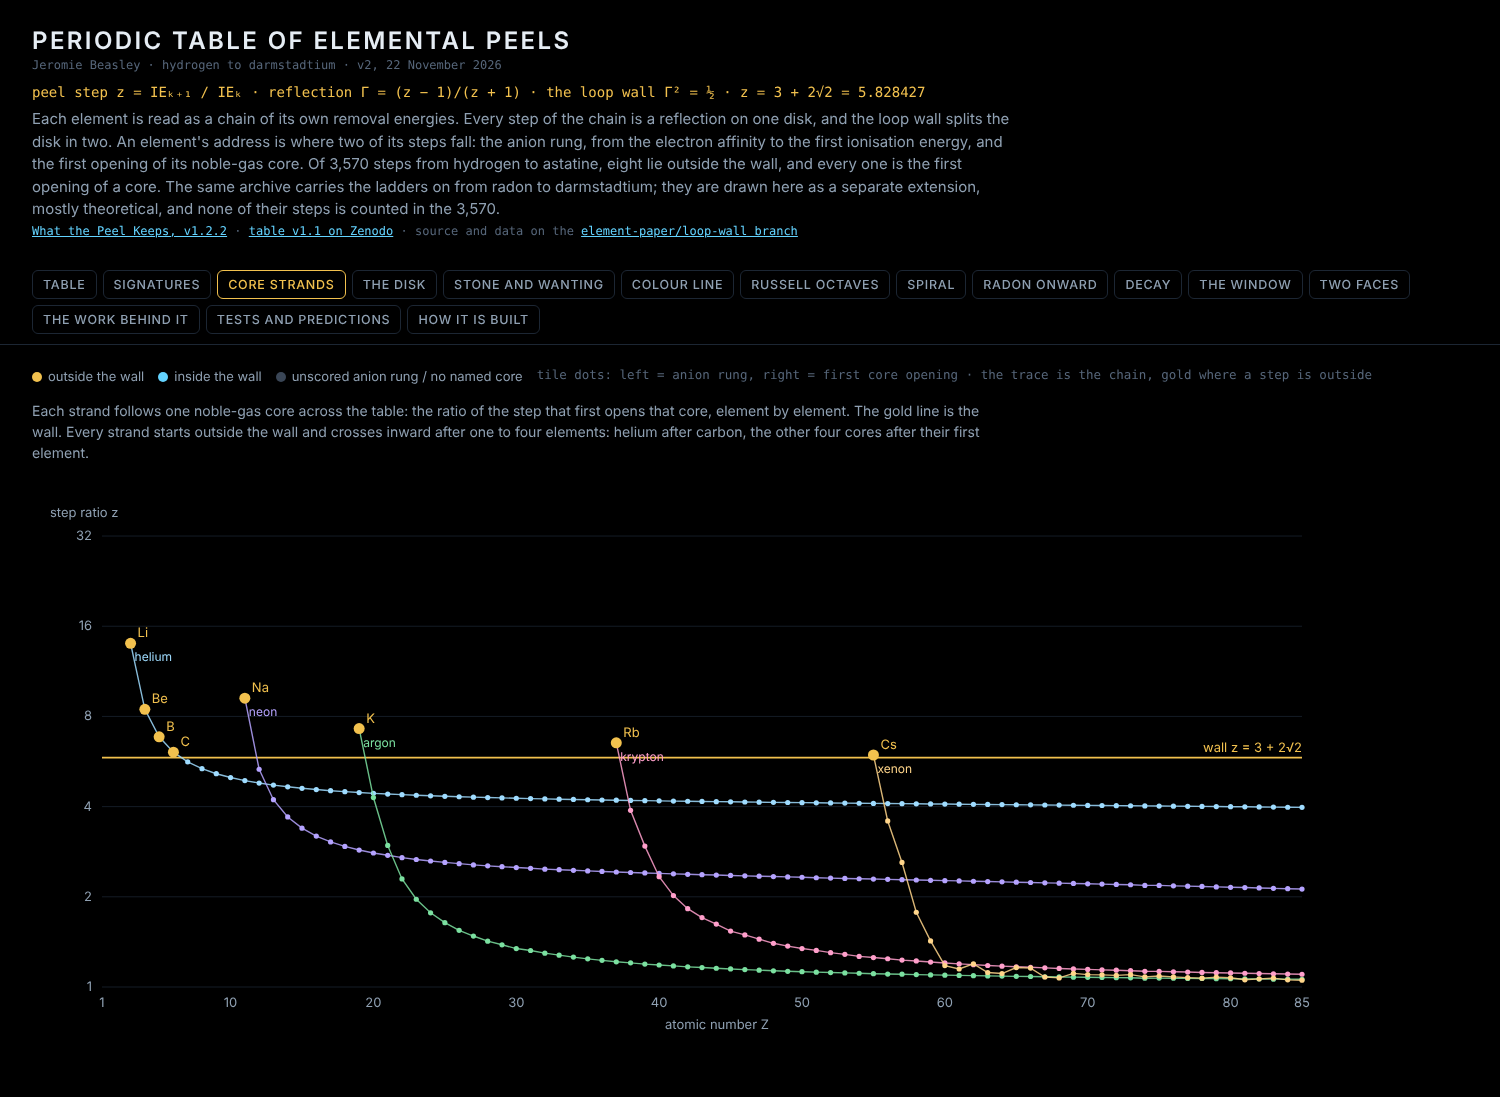 PERIODIC TABLE OF ELEMENTAL PEELS
Jeromie Beasley · hydrogen to darmstadtium · v2, 22 November 2026
peel step z = IEₖ₊₁ / IEₖ · reflection Γ = (z − 1)/(z + 1) · the loop wall Γ² = ½ · z = 3 + 2√2 = 5.828427
Each element is read as a chain of its own removal energies. Every step of the chain is a reflection on one disk, and the loop wall splits the
disk in two. An element's address is where two of its steps fall: the anion rung, from the electron affinity to the first ionisation energy, and
the first opening of its noble-gas core. Of 3,570 steps from hydrogen to astatine, eight lie outside the wall, and every one is the first
opening of a core. The same archive carries the ladders on from radon to darmstadtium; they are drawn here as a separate extension,
mostly theoretical, and none of their steps is counted in the 3,570.
What the Peel Keeps, v1.2.2 · table v1.1 on Zenodo · source and data on the element-paper/loop-wall branch
TABLE SIGNATURES CORE STRANDS THE DISK STONE AND WANTING COLOUR LINE RUSSELL OCTAVES SPIRAL RADON ONWARD DECAY THE WINDOW TWO FACES
THE WORK BEHIND IT TESTS AND PREDICTIONS HOW IT IS BUILT
outside the wall inside the wall unscored anion rung / no named core tile dots: left = anion rung, right = first core opening · the trace is the chain, gold where a step is outside
Each strand follows one noble-gas core across the table: the ratio of the step that first opens that core, element by element. The gold line is the
wall. Every strand starts outside the wall and crosses inward after one to four elements: helium after carbon, the other four cores after their first
element.
step ratio z
32
16
Li
helium
Be
Na
neon
8
B
K
C
argon
Rb
krypton
Cs
xenon
wall z = 3 + 2√2
4
2
1
1 10 20 30 40 50 60 70 80 85
atomic number Z